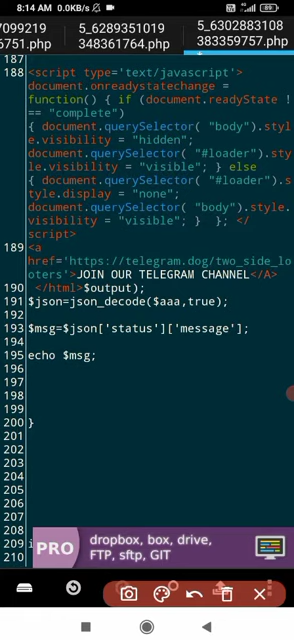 8:14 AM 0.0KB/s
7099219
6751.php
5_6289351019
348361764.php
5_6302883108
383359757.php
187
188 <script type='text/javascript'>
document.onreadystatechange =
function() { if (document.readyState !
== "complete")
{ document.querySelector( "body").styl
e.visibility = "hidden";
document.querySelector( "#loader").sty
le.visibility = "visible"; } else
{ document.querySelector( "#loader").s
tyle.display = "none";
document.querySelector( "body").style.
visibility = "visible"; } }; </
script>
189 <a
href='https://telegram.dog/two_side_lo
oters'>JOIN OUR TELEGRAM CHANNEL</A>
190 </html>$output);
191 $json=json_decode($aaa,true);
192
193 $msg=$json['status']['message'];
194
195 echo $msg;
196
197
198
199
200 }
201
202
203
204
205
206
207
208
209 i
210
PRO
dropbox, box, drive,
FTP, sftp, GIT